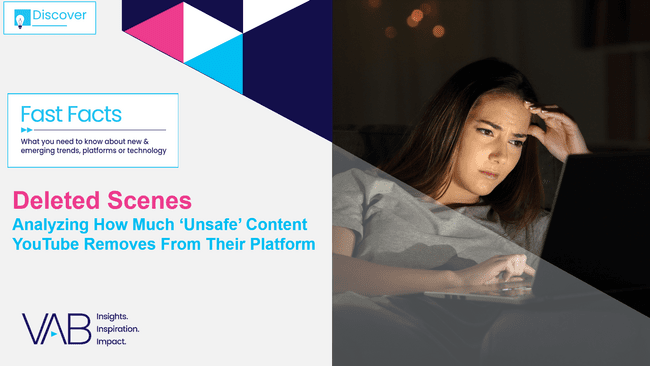 Discover
Fast Facts
What you need to know about new &
emerging trends, platforms or technology
Deleted Scenes
Analyzing How Much ‘Unsafe’ Content
YouTube Removes From Their Platform
VAB
Insights.
Inspiration.
Impact.